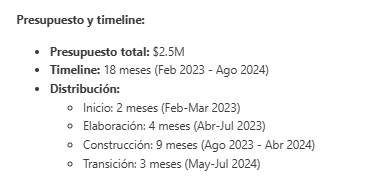 Presupuesto y timeline:
Presupuesto total: $2.5M
Timeline: 18 meses (Feb 2023 - Ago 2024)
Distribución:
Inicio: 2 meses (Feb-Mar 2023)
Elaboración: 4 meses (Abr-Jul 2023)
Construcción: 9 meses (Ago 2023 - Abr 2024)
Transición: 3 meses (May-Jul 2024)